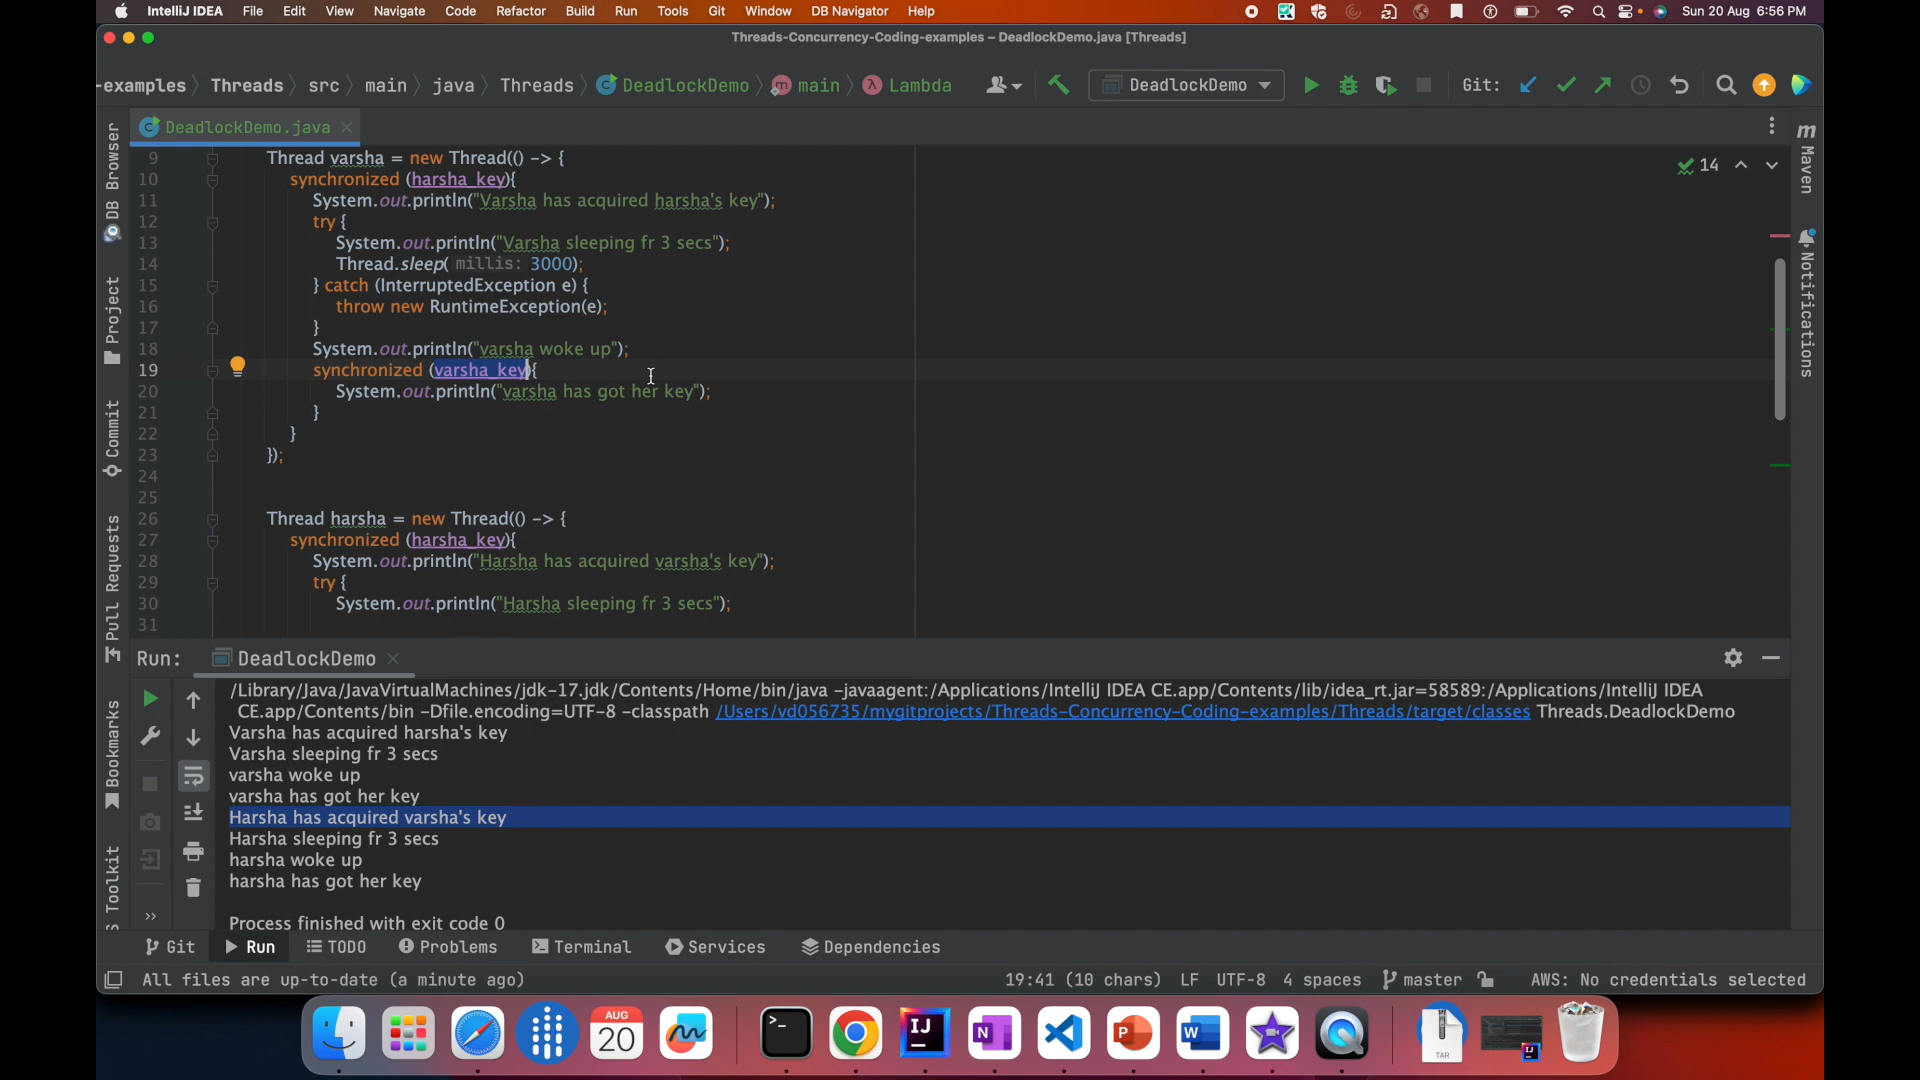 IntelliJ IDEA File Edit View Navigate Code Refactor Build Run Tools Git Window DB Navigator Help Sun 20 Aug 6:56 PM
Threads-Concurrency-Coding-examples – DeadlockDemo.java [Threads]
-examples Threads src main java Threads DeadlockDemo main Lambda DeadlockDemo Git:
DeadlockDemo.java
9 Thread varsha = new Thread(() -> {
10 synchronized (harsha_key){
11 System.out.println("Varsha has acquired harsha's key");
12 try {
13 System.out.println("Varsha sleeping fr 3 secs");
14 Thread.sleep( millis: 3000);
15 } catch (InterruptedException e) {
16 throw new RuntimeException(e);
17 }
18 System.out.println("varsha woke up");
19 synchronized (varsha_key){
20 System.out.println("varsha has got her key");
21 }
22 }
23 });
24
25
26 Thread harsha = new Thread(() -> {
27 synchronized (harsha_key){
28 System.out.println("Harsha has acquired varsha's key");
29 try {
30 System.out.println("Harsha sleeping fr 3 secs");
31
14
DB Browser
Project
Commit
Pull Requests
Bookmarks
Toolkit
Maven
Notifications
Run: DeadlockDemo
/Library/Java/JavaVirtualMachines/jdk-17.jdk/Contents/Home/bin/java -javaagent:/Applications/IntelliJ IDEA CE.app/Contents/lib/idea_rt.jar=58589:/Applications/IntelliJ IDEA
CE.app/Contents/bin -Dfile.encoding=UTF-8 -classpath /Users/vd056735/mygitprojects/Threads-Concurrency-Coding-examples/Threads/target/classes Threads.DeadlockDemo
Varsha has acquired harsha's key
Varsha sleeping fr 3 secs
varsha woke up
varsha has got her key
Harsha has acquired varsha's key
Harsha sleeping fr 3 secs
harsha woke up
harsha has got her key
Process finished with exit code 0
Git Run TODO Problems Terminal Services Dependencies
All files are up-to-date (a minute ago) 19:41 (10 chars) LF UTF-8 4 spaces master AWS: No credentials selected
AUG
20
IJ
N
P
W
TAR
IJ